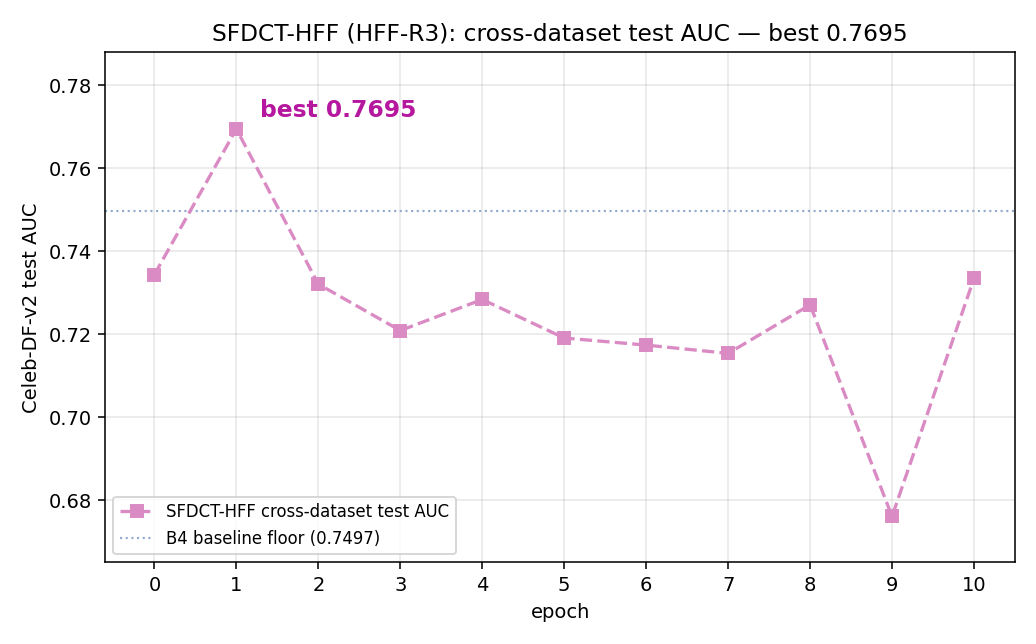 SFDCT-HFF (HFF-R3): cross-dataset test AUC — best 0.7695
best 0.7695
Celeb-DF-v2 test AUC
0.78
0.76
0.74
0.72
0.70
0.68
SFDCT-HFF cross-dataset test AUC
B4 baseline floor (0.7497)
0 1 2 3 4 5 6 7 8 9 10
epoch